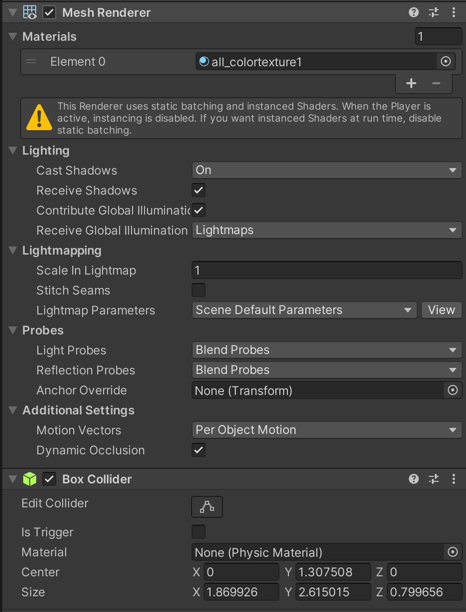 Mesh Renderer
Materials 1
Element 0 all_colortexture1
This Renderer uses static batching and instanced Shaders. When the Player is
active, instancing is disabled. If you want instanced Shaders at run time, disable
static batching.
Lighting
Cast Shadows On
Receive Shadows
Contribute Global Illuminatic
Receive Global Illumination Lightmaps
Lightmapping
Scale In Lightmap 1
Stitch Seams
Lightmap Parameters Scene Default Parameters View
Probes
Light Probes Blend Probes
Reflection Probes Blend Probes
Anchor Override None (Transform)
Additional Settings
Motion Vectors Per Object Motion
Dynamic Occlusion
Box Collider
Edit Collider
Is Trigger
Material None (Physic Material)
Center X 0 Y 1.307508 Z 0
Size X 1.869926 Y 2.615015 Z 0.799656